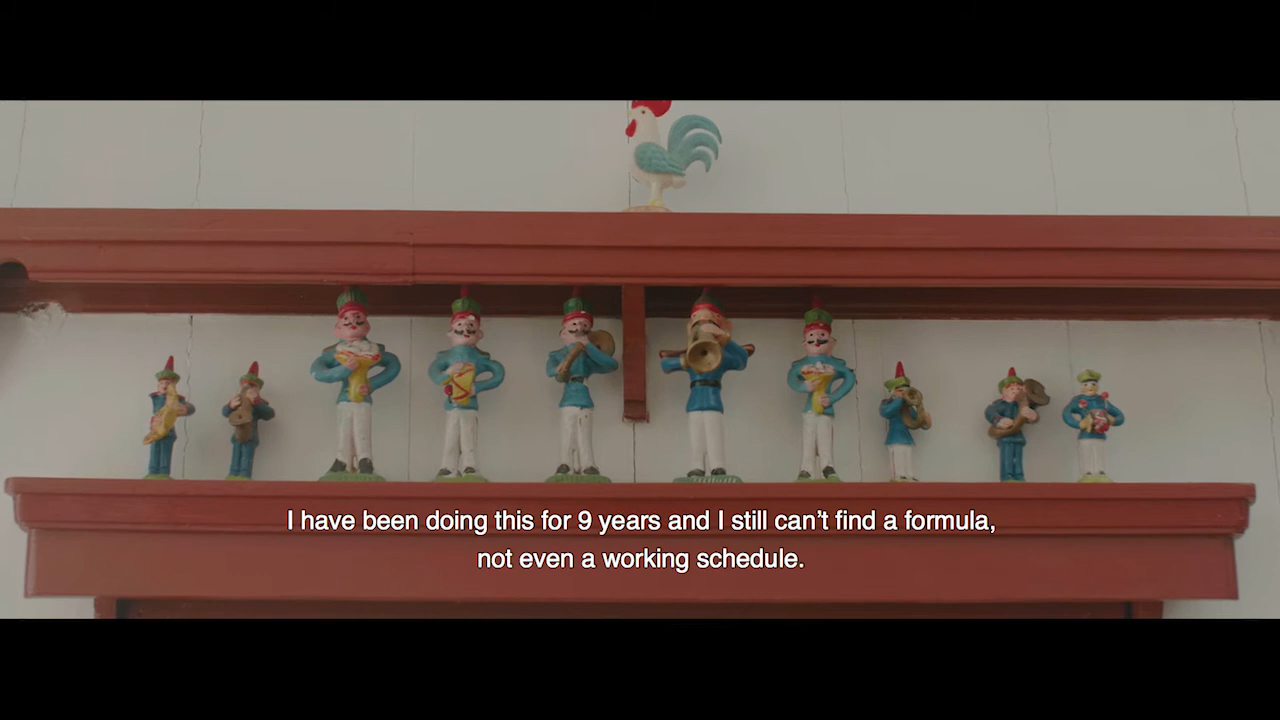 I have been doing this for 9 years and I still can’t find a formula,
not even a working schedule.